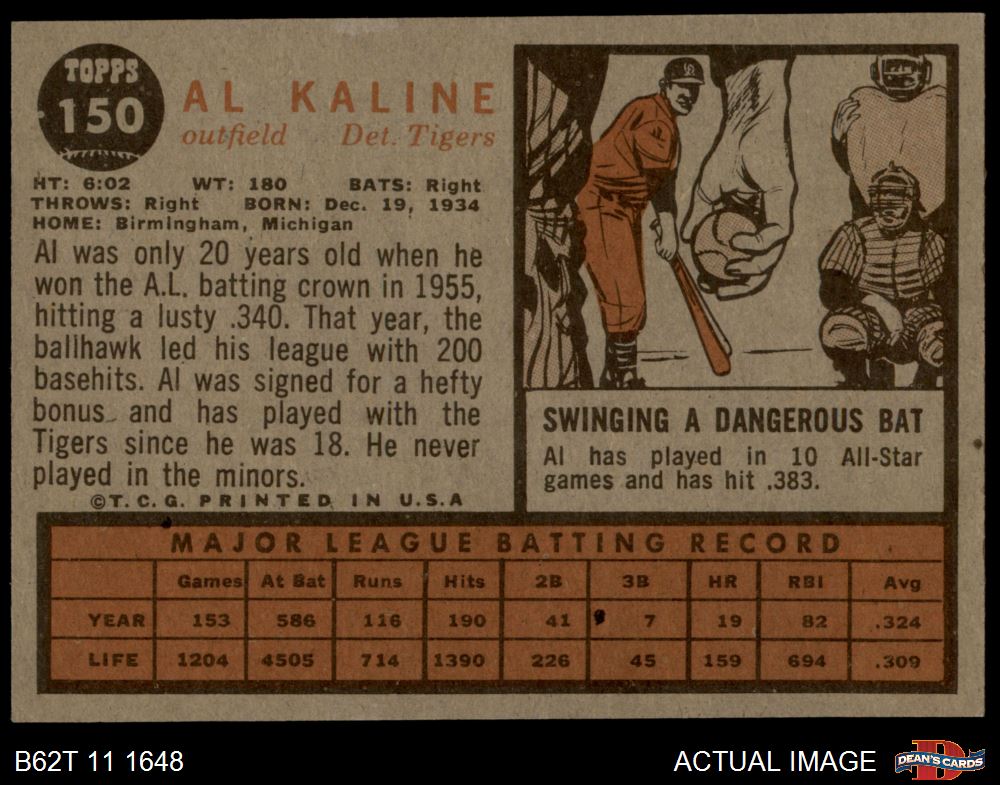 TOPPS
150
AL KALINE
outfield Det. Tigers
HT: 6:02 WT: 180 BATS: Right
THROWS: Right BORN: Dec. 19, 1934
HOME: Birmingham, Michigan
Al was only 20 years old when he
won the A.L. batting crown in 1955,
hitting a lusty .340. That year, the
ballhawk led his league with 200
basehits. Al was signed for a hefty
bonus and has played with the
Tigers since he was 18. He never
played in the minors.
©T.C.G. PRINTED IN U.S.A
SWINGING A DANGEROUS BAT
Al has played in 10 All-Star
games and has hit .383.
MAJOR LEAGUE BATTING RECORD
Games At Bat Runs Hits 2B 3B HR RBI Avg
YEAR 153 586 116 190 41 7 19 82 .324
LIFE 1204 4505 714 1390 226 45 159 694 .309
B62T 11 1648
ACTUAL IMAGE
DEAN'S CARDS